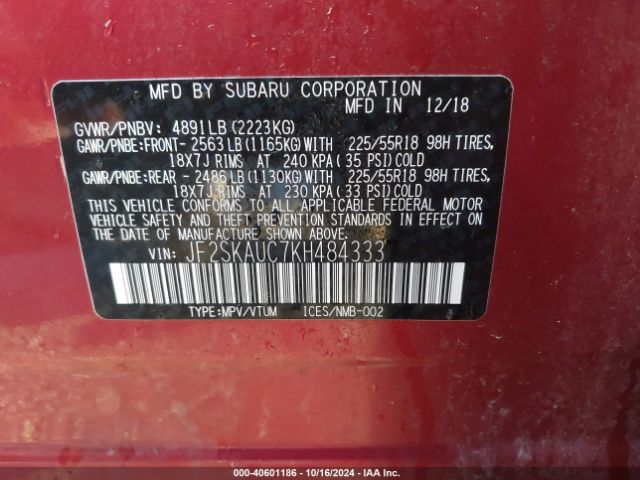 MFD BY SUBARU CORPORATION
MFD IN 12/18
GVWR/PNBV: 4891LB(2223KG)
GAWR/PNBE:FRONT- 2563LB(1165KG)WITH 225/55R18 98H TIRES,
18X7J RIMS AT 240 KPA(35 PSI)COLD
GAWR/PNBE:REAR - 2486LB(1130KG)WITH 225/55R18 98H TIRES,
18X7J RIMS AT 230 KPA(33 PSI)COLD
THIS VEHICLE CONFORMS TO ALL APPLICABLE FEDERAL MOTOR
VEHICLE SAFETY AND THEFT PREVENTION STANDARDS IN EFFECT ON
THE DATE OF MANUFACTURE SHOWN ABOVE.
VIN: JF2SKAUC7KH484333
TYPE:MPV/VTUM ICES/NMB-002
000-40601186 - 10/16/2024 - IAA Inc.